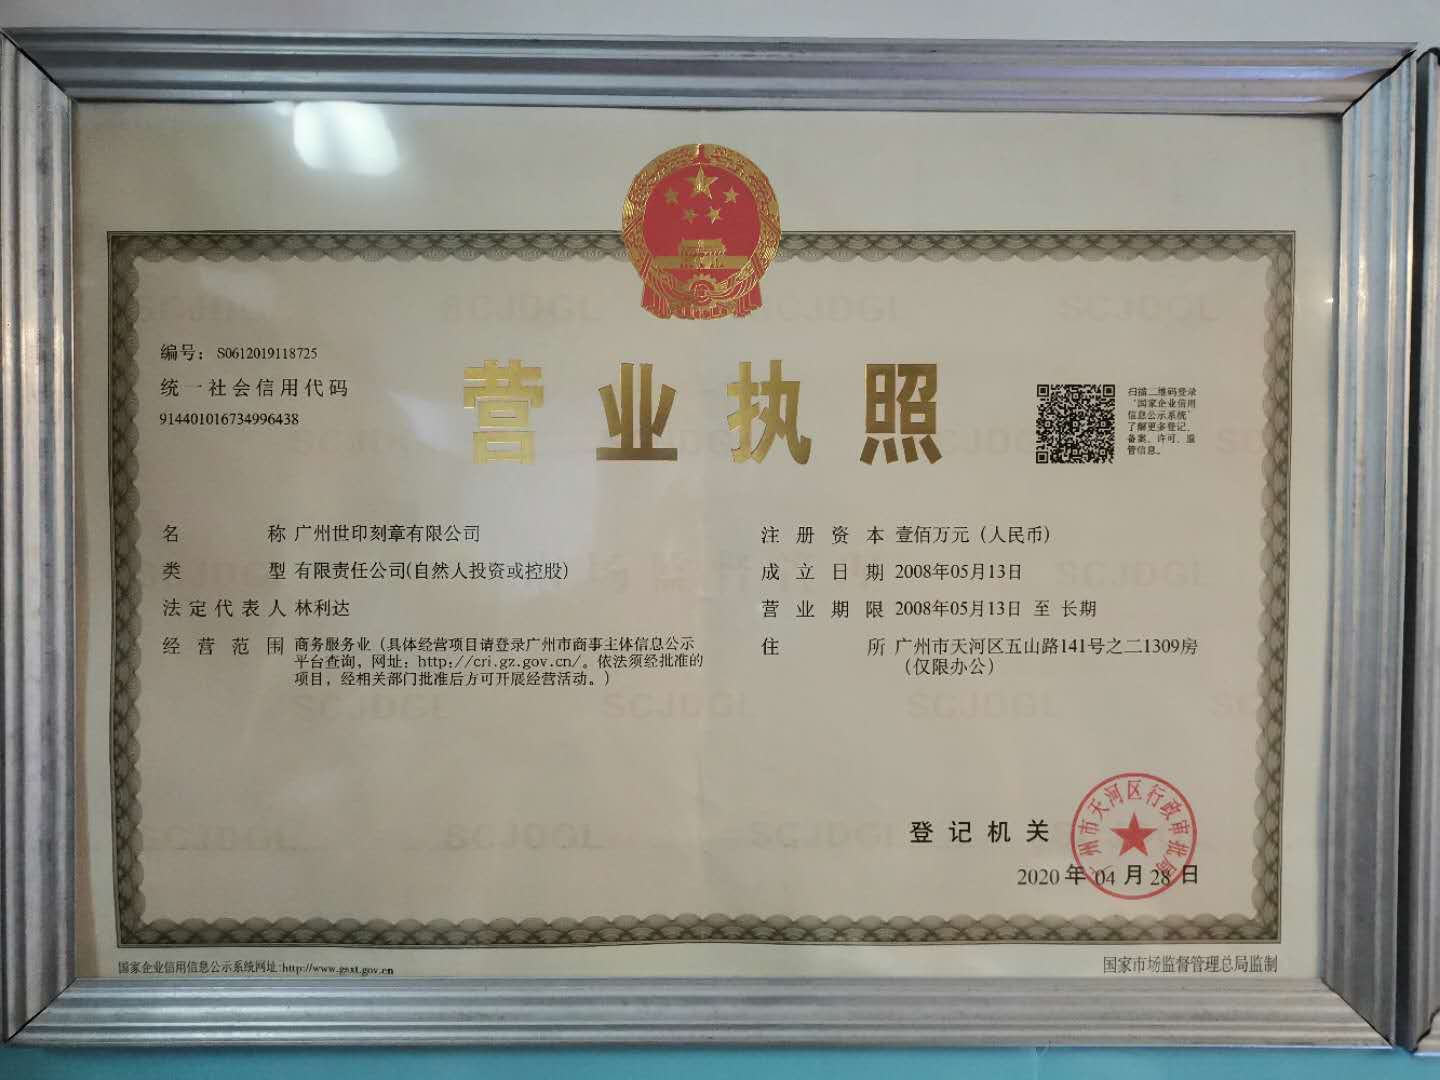 编号: S0612019118725
统一社会信用代码
914401016734996438
营业执照
扫描二维码登录
‘国家企业信用
信息公示系统’
了解更多登记、
备案、许可、监
管信息。
名称 广州世印刻章有限公司
类型 有限责任公司(自然人投资或控股)
法定代表人 林利达
经营范围 商务服务业（具体经营项目请登录广州市商事主体信息公示
平台查询，网址：http://cri.gz.gov.cn/。依法须经批准的
项目，经相关部门批准后方可开展经营活动。）
注册资本 壹佰万元（人民币）
成立日期 2008年05月13日
营业期限 2008年05月13日 至 长期
住所 广州市天河区五山路141号之二1309房
（仅限办公）
登记机关
广州市天河区行政审批局
2020 年 04 月 28 日
国家企业信用信息公示系统网址:http://www.gsxt.gov.cn
国家市场监督管理总局监制
SCJDGL